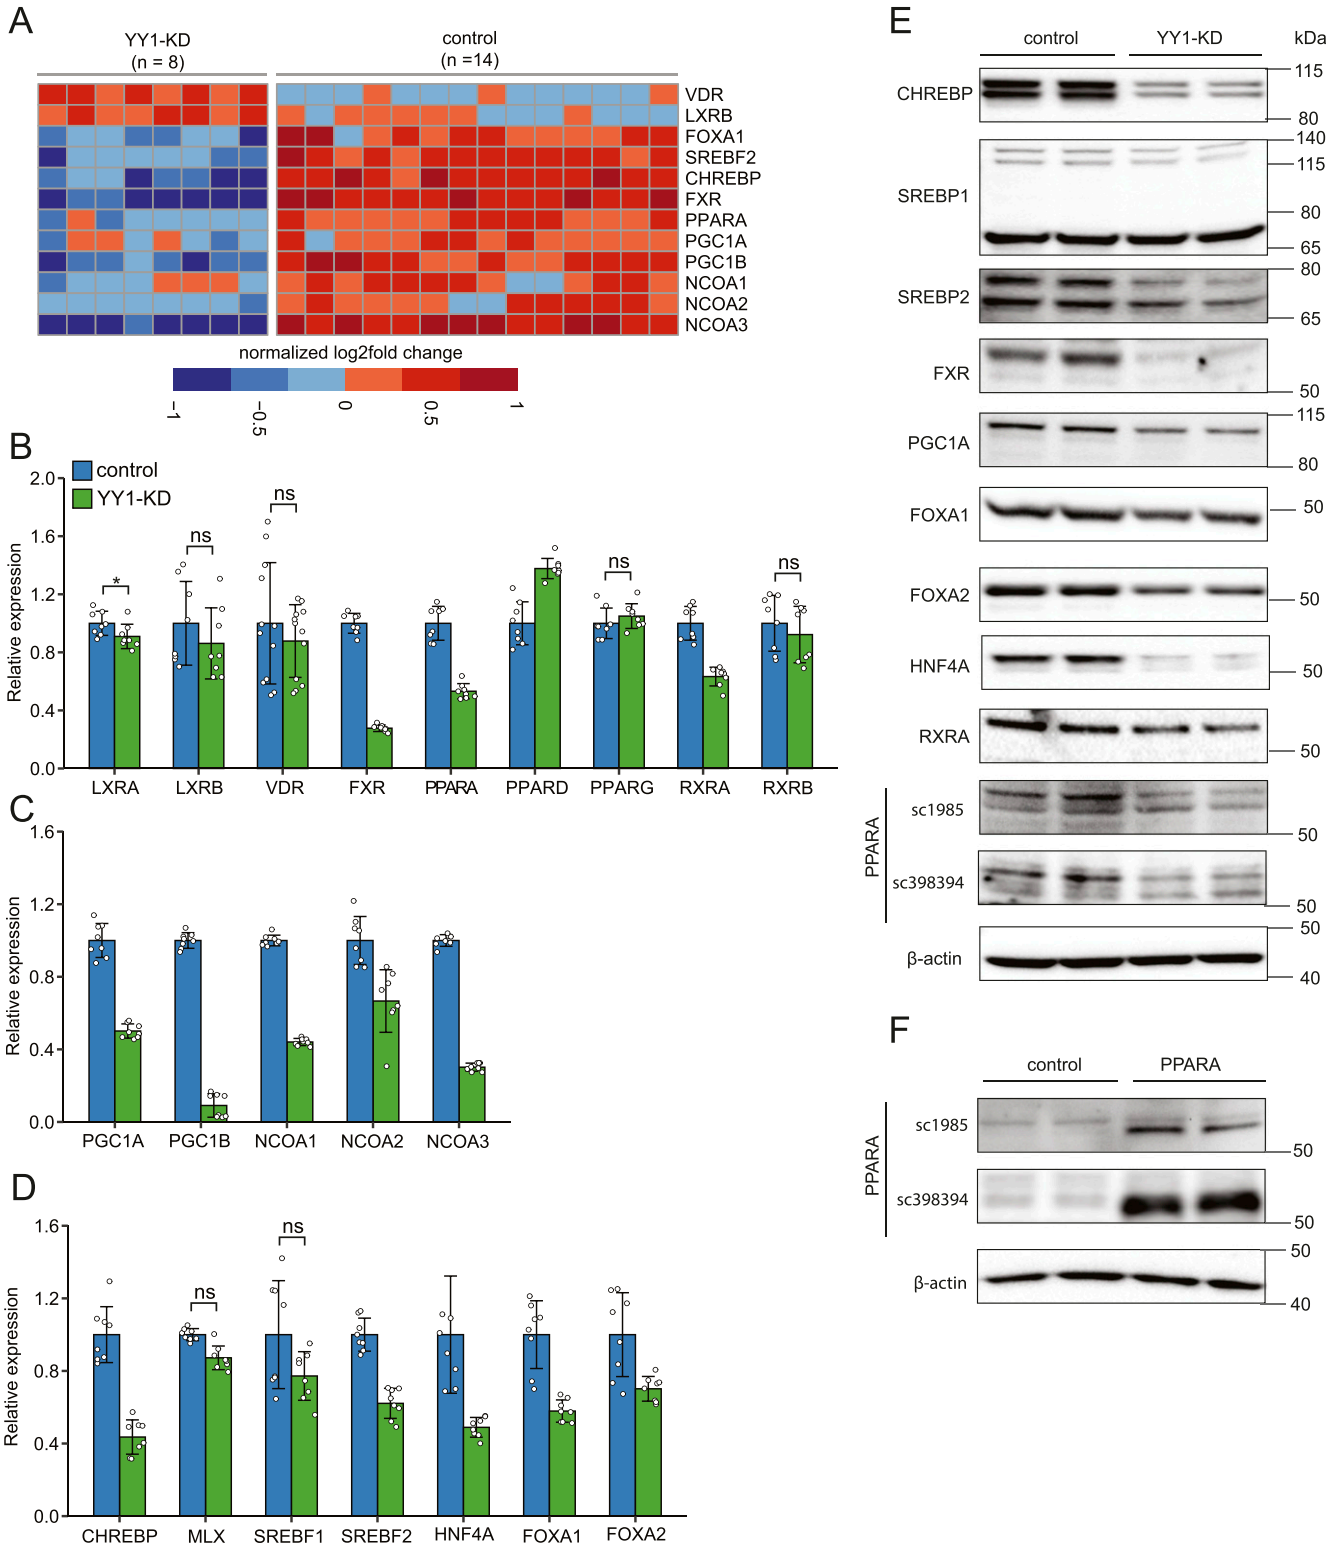 A
YY1-KD
(n = 8)
control
(n =14)
VDR
LXRB
FOXA1
SREBF2
CHREBP
FXR
PPARA
PGC1A
PGC1B
NCOA1
NCOA2
NCOA3
normalized log2fold change
-1
-0.5
0
0.5
1
B
control
YY1-KD
Relative expression
2.0
1.6
1.2
0.8
0.4
0.0
*
ns
ns
ns
ns
LXRA LXRB VDR FXR PPARA PPARD PPARG RXRA RXRB
C
Relative expression
1.6
1.2
0.8
0.4
0.0
PGC1A PGC1B NCOA1 NCOA2 NCOA3
D
Relative expression
1.6
1.2
0.8
0.4
0.0
ns
ns
CHREBP MLX SREBF1 SREBF2 HNF4A FOXA1 FOXA2
E
control YY1-KD kDa
CHREBP
115
80
SREBP1
140
115
80
65
SREBP2
80
65
FXR
50
PGC1A
115
80
FOXA1
50
FOXA2
50
HNF4A
50
RXRA
50
PPARA
sc1985
50
sc398394
50
β-actin
50
40
F
control PPARA
PPARA
sc1985
50
sc398394
50
β-actin
50
40